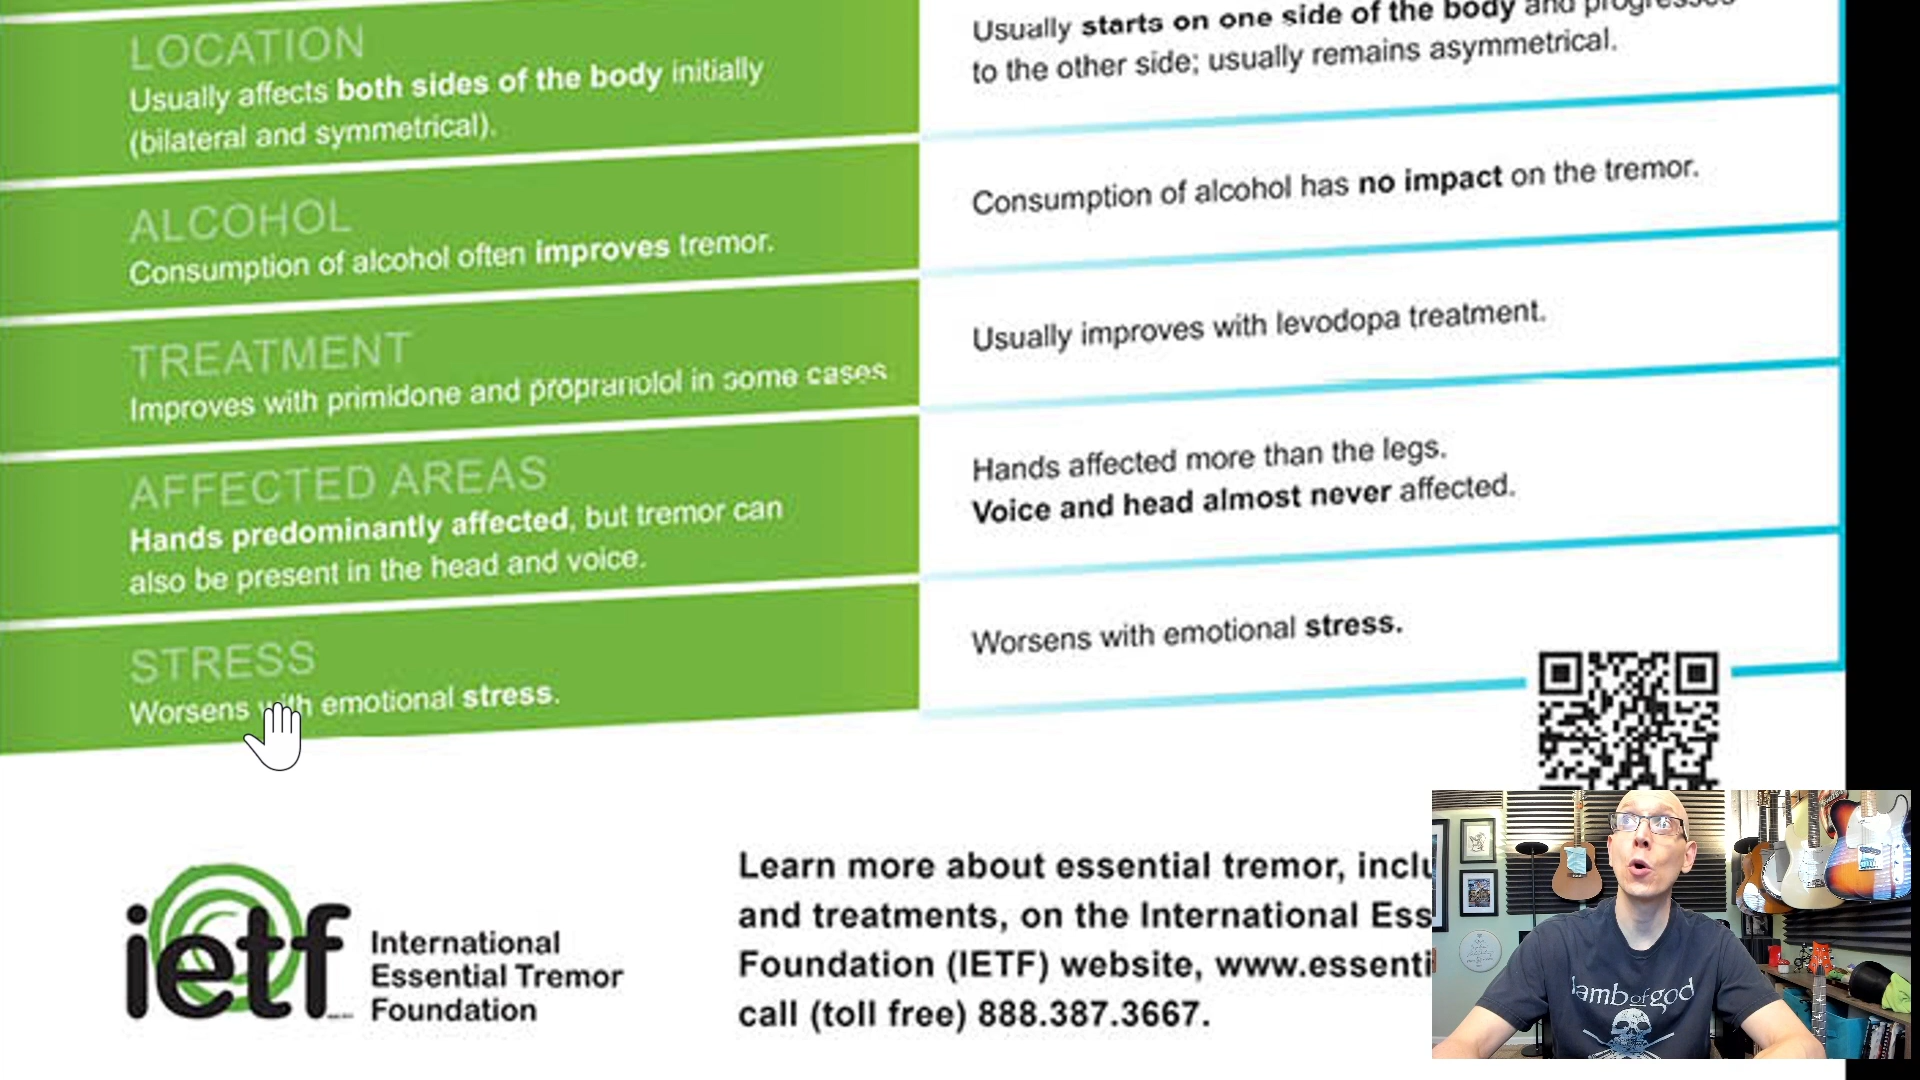 LOCATION
Usually affects both sides of the body initially
(bilateral and symmetrical).
Usually starts on one side of the body and progresses
to the other side; usually remains asymmetrical.
ALCOHOL
Consumption of alcohol often improves tremor.
Consumption of alcohol has no impact on the tremor.
TREATMENT
Improves with primidone and propranolol in some cases
Usually improves with levodopa treatment.
AFFECTED AREAS
Hands predominantly affected, but tremor can
also be present in the head and voice.
Hands affected more than the legs.
Voice and head almost never affected.
STRESS
Worsens with emotional stress.
Worsens with emotional stress.
ietf
International
Essential Tremor
Foundation
Learn more about essential tremor, inclu
and treatments, on the International Ess
Foundation (IETF) website, www.essenti
call (toll free) 888.387.3667.
lamb of god